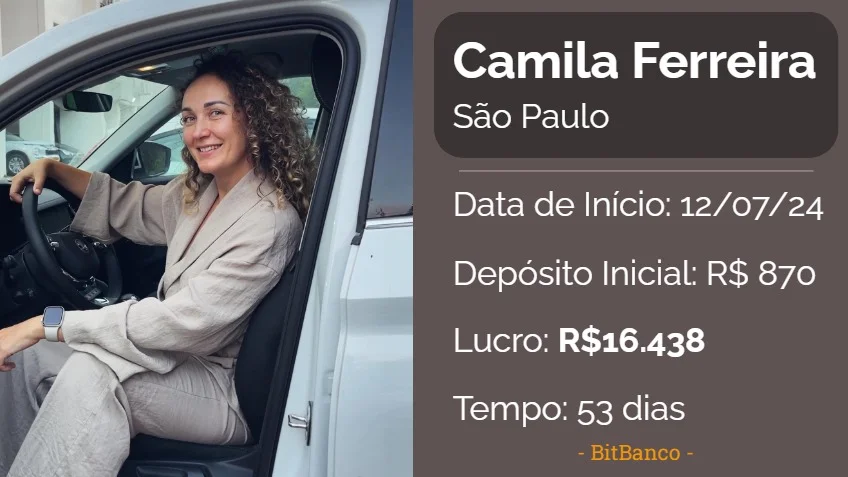 Camila Ferreira
São Paulo
Data de Início: 12/07/24
Depósito Inicial: R$ 870
Lucro: R$16.438
Tempo: 53 dias
- BitBanco -